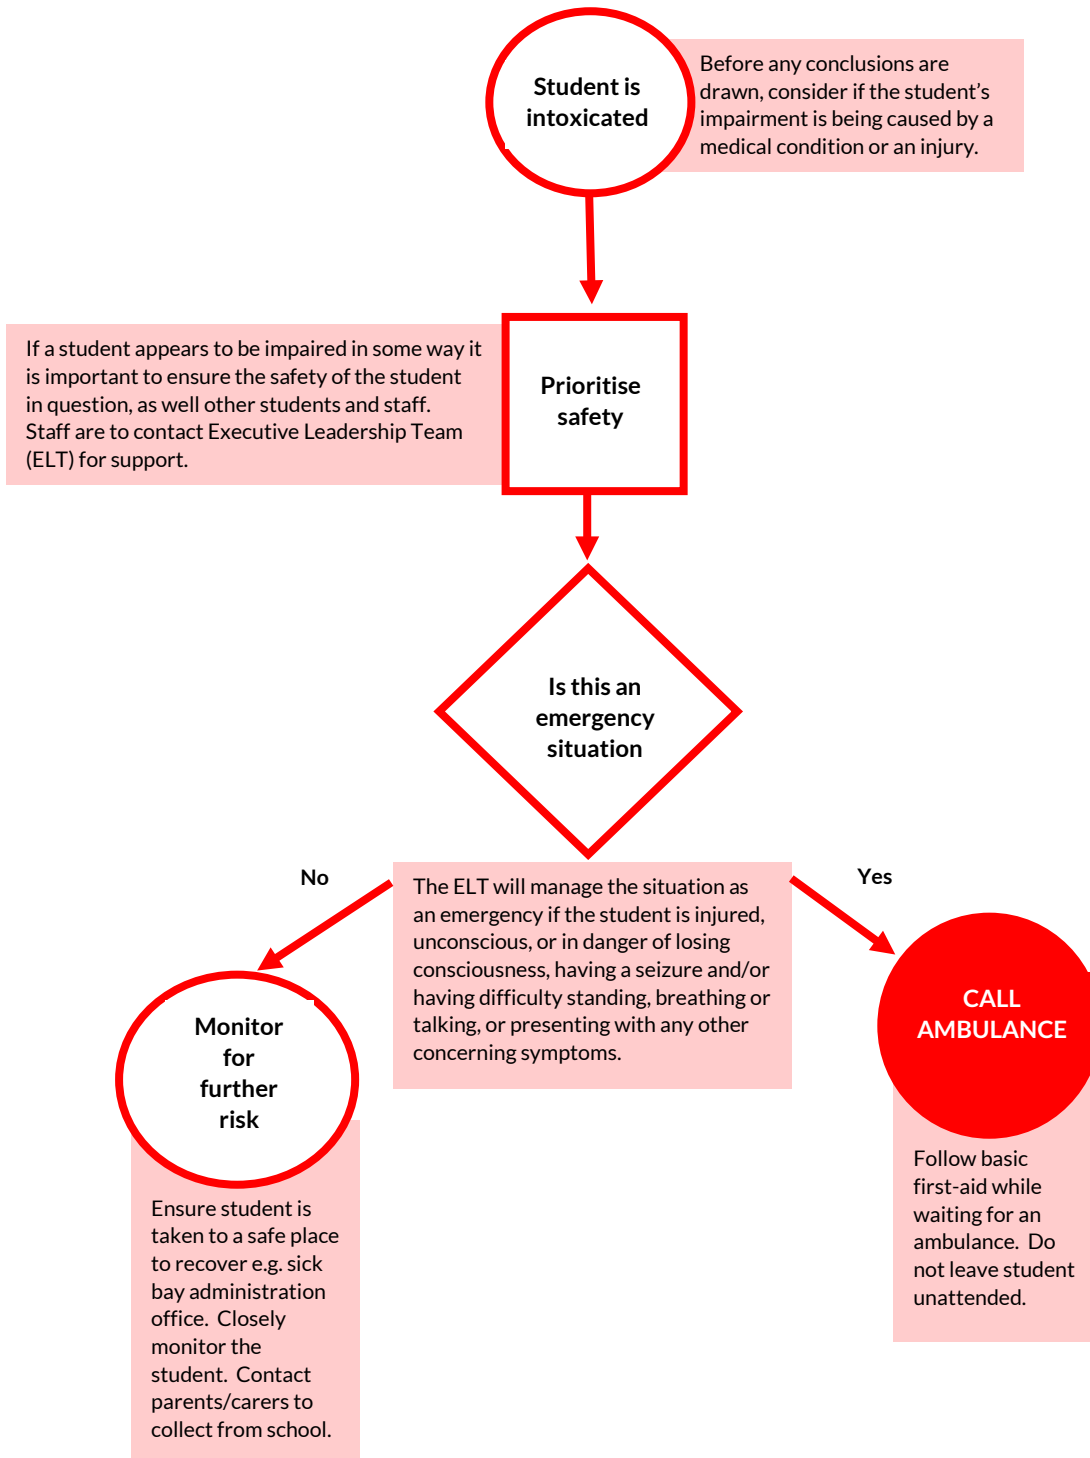 Student is
intoxicated
Before any conclusions are
drawn, consider if the student’s
impairment is being caused by a
medical condition or an injury.
If a student appears to be impaired in some way it
is important to ensure the safety of the student
in question, as well other students and staff.
Staff are to contact Executive Leadership Team
(ELT) for support.
Prioritise
safety
Is this an
emergency
situation
No
Yes
The ELT will manage the situation as
an emergency if the student is injured,
unconscious, or in danger of losing
consciousness, having a seizure and/or
having difficulty standing, breathing or
talking, or presenting with any other
concerning symptoms.
Monitor
for
further
risk
Ensure student is
taken to a safe place
to recover e.g. sick
bay administration
office.  Closely
monitor the
student.  Contact
parents/carers to
collect from school.
CALL
AMBULANCE
Follow basic
first-aid while
waiting for an
ambulance.  Do
not leave student
unattended.